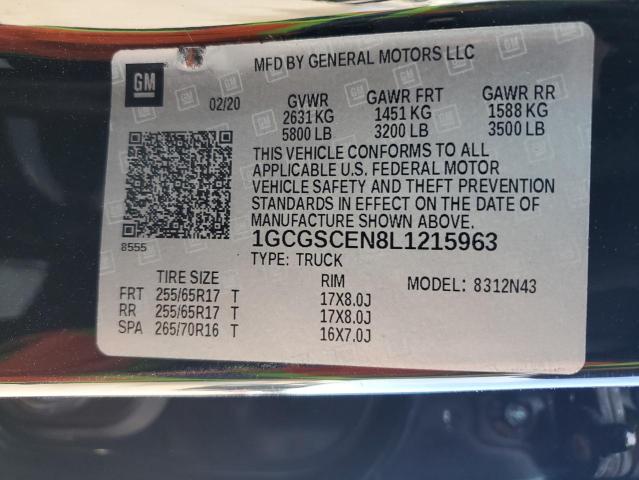 MFD BY GENERAL MOTORS LLC
GM
02/20
GVWR GAWR FRT GAWR RR
2631 KG 1451 KG 1588 KG
5800 LB 3200 LB 3500 LB
THIS VEHICLE CONFORMS TO ALL
APPLICABLE U.S. FEDERAL MOTOR
VEHICLE SAFETY AND THEFT PREVENTION
STANDARDS IN EFFECT ON THE DATE OF
MANUFACTURE SHOWN ABOVE.
8555
1GCGSCEN8L1215963
TYPE: TRUCK
TIRE SIZE RIM MODEL: 8312N43
FRT 255/65R17 T 17X8.0J
RR 255/65R17 T 17X8.0J
SPA 265/70R16 T 16X7.0J